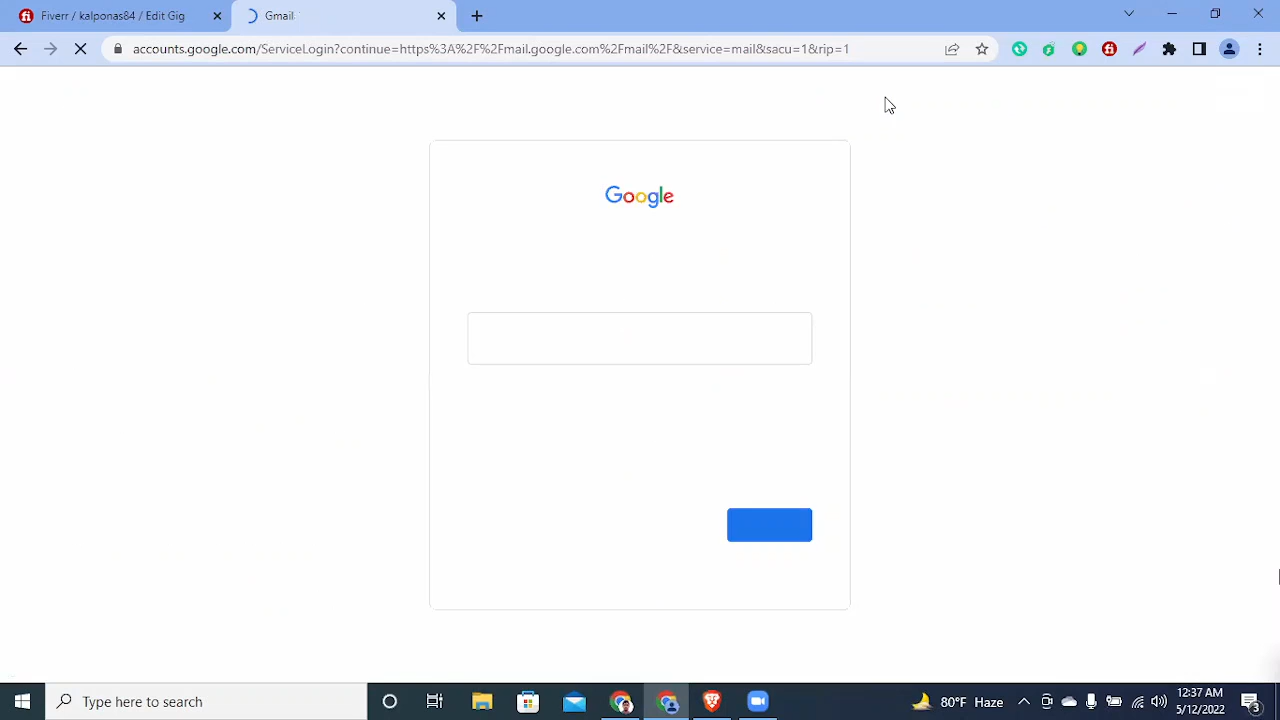 Fiverr / kalponas84 / Edit Gig
Gmail
accounts.google.com/ServiceLogin?continue=https%3A%2F%2Fmail.google.com%2Fmail%2F&service=mail&sacu=1&rip=1
Google
Type here to search
80°F Haze
12:37 AM
5/12/2022
3